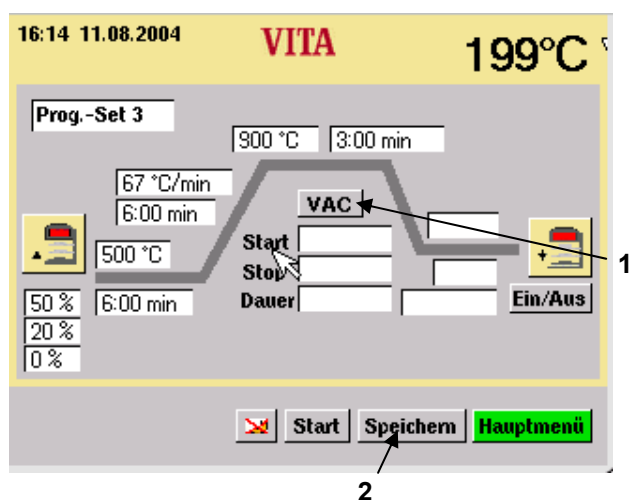 16:14 11.08.2004
VITA
199°C
Prog.-Set 3
900 °C
3:00 min
67 °C/min
6:00 min
VAC
500 °C
Start
Stop
1
50 %
6:00 min
Dauer
Ein/Aus
20 %
0 %
Start
Speichern
Hauptmenü
2